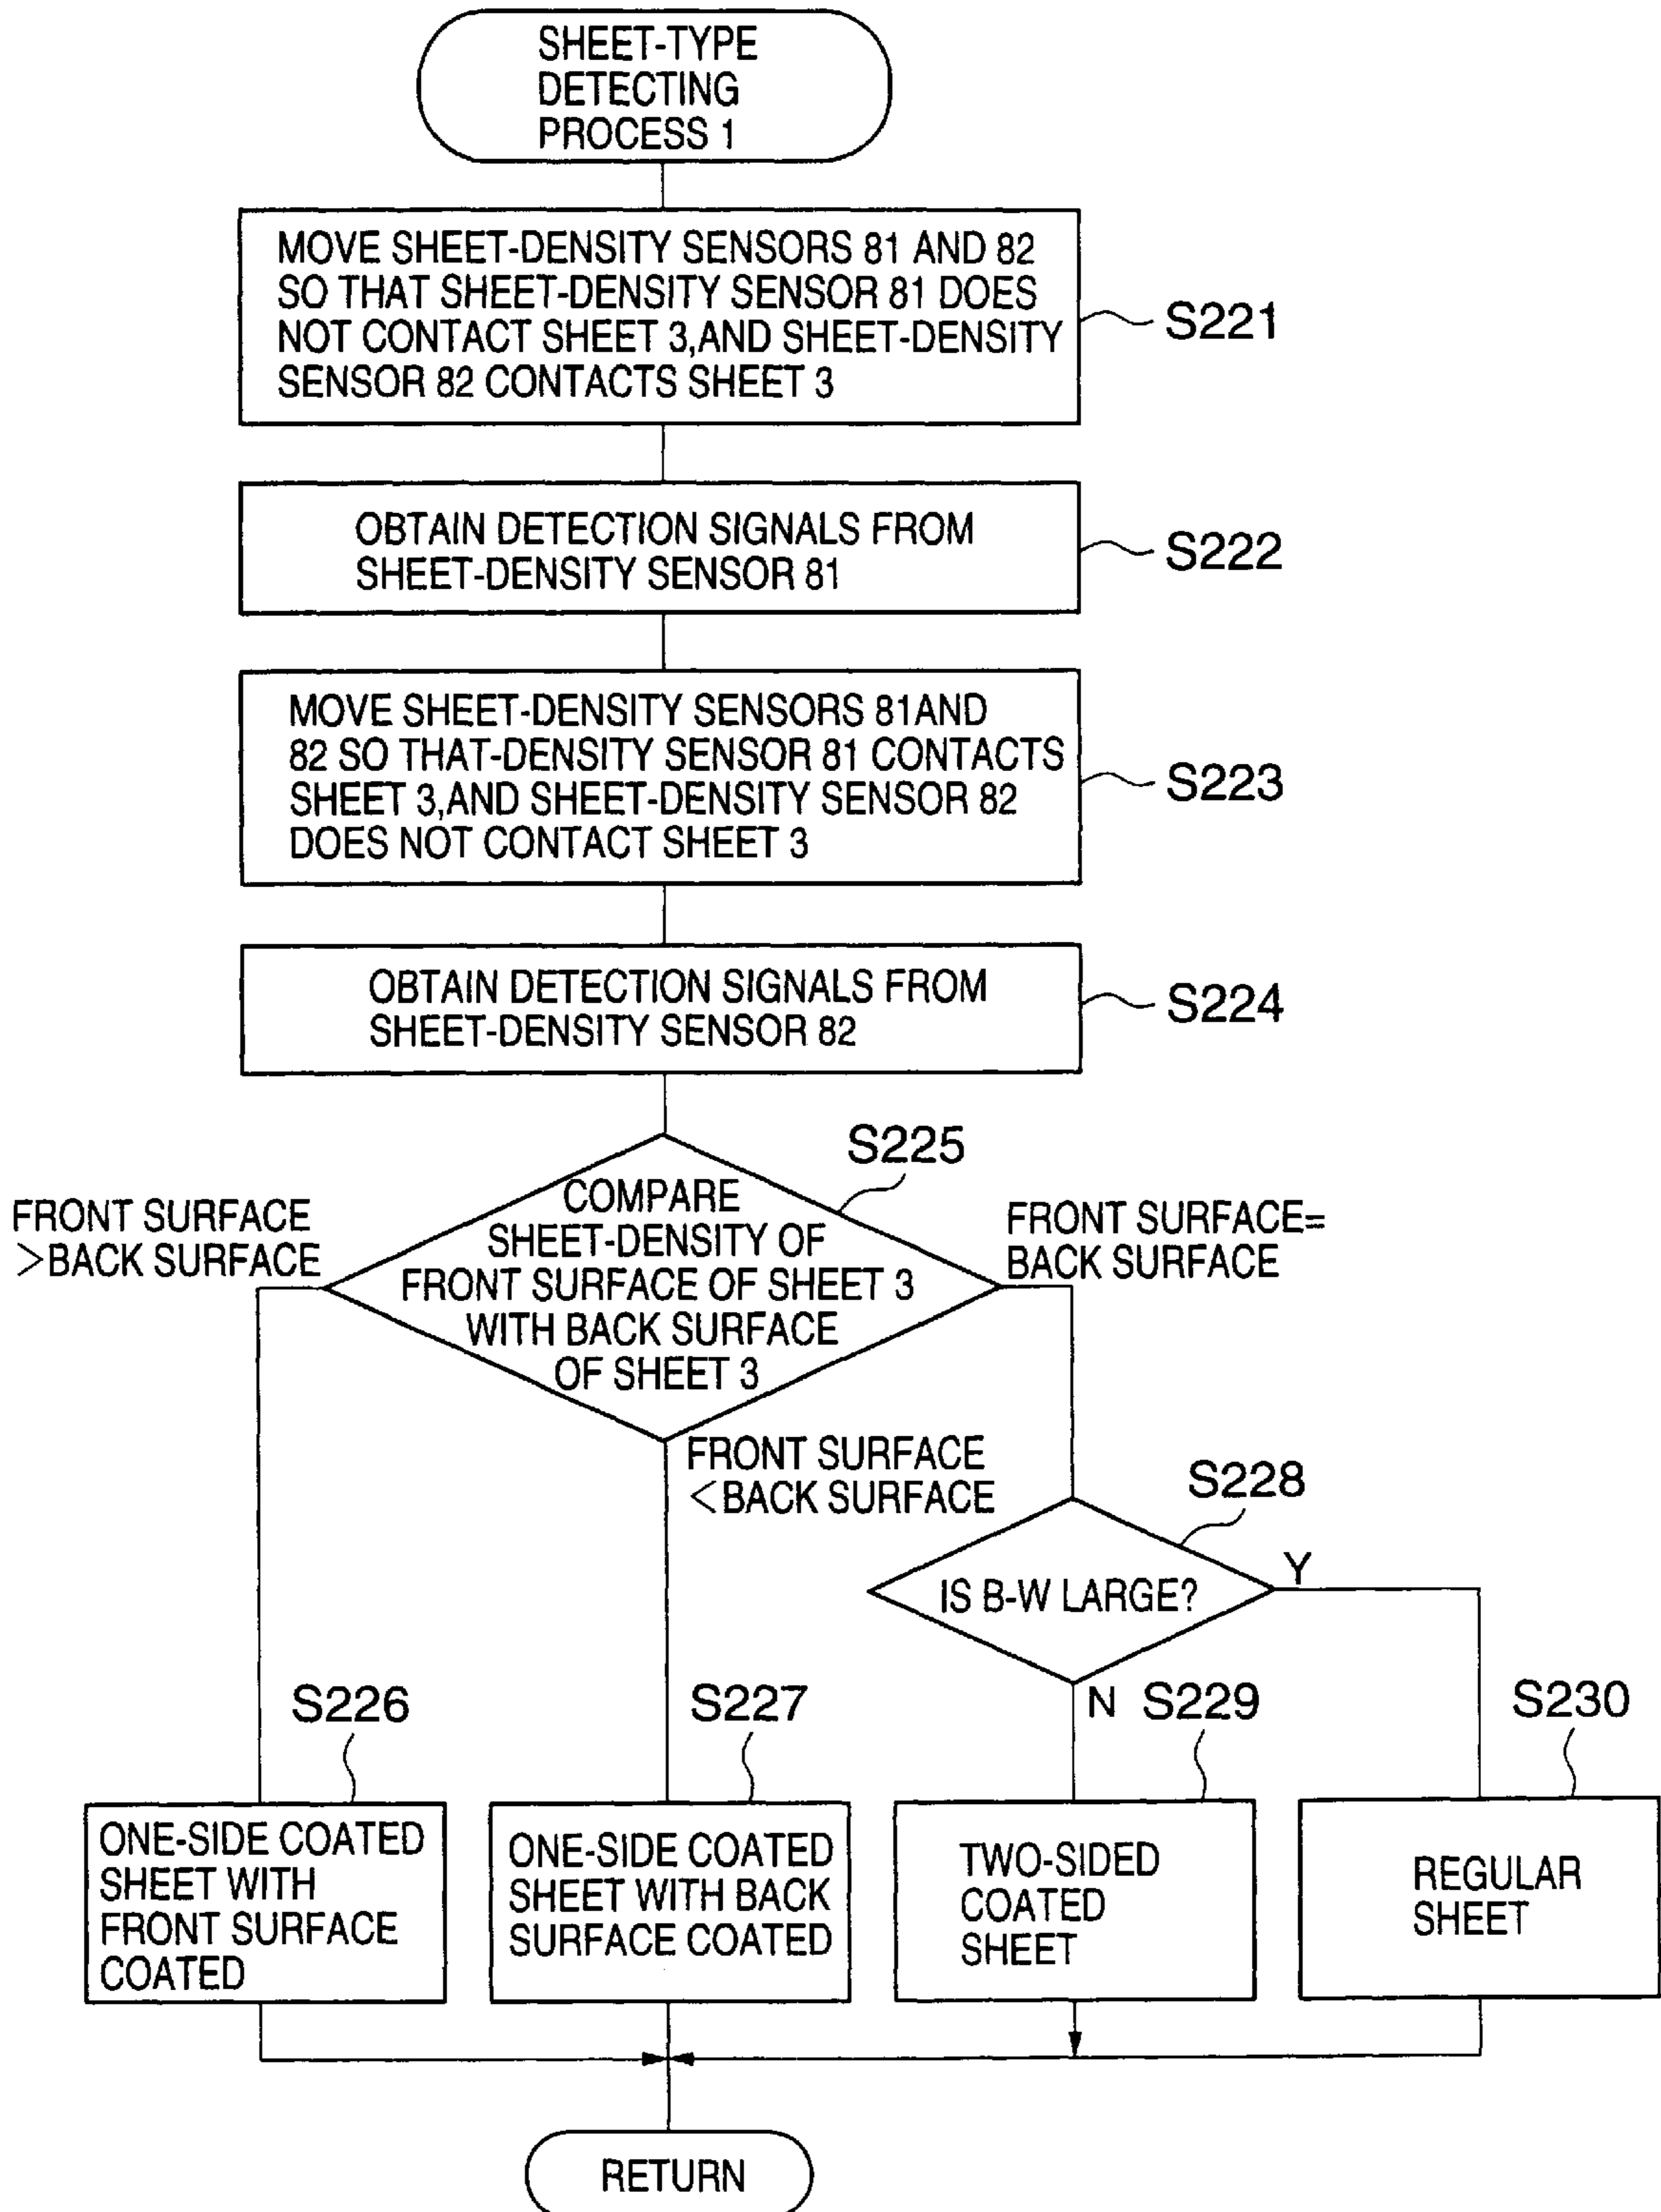 SHEET-TYPE
DETECTING
PROCESS 1
MOVE SHEET-DENSITY SENSORS 81 AND 82
SO THAT SHEET-DENSITY SENSOR 81 DOES
NOT CONTACT SHEET 3,AND SHEET-DENSITY
SENSOR 82 CONTACTS SHEET 3
S221
OBTAIN DETECTION SIGNALS FROM
SHEET-DENSITY SENSOR 81
S222
MOVE SHEET-DENSITY SENSORS 81AND
82 SO THAT-DENSITY SENSOR 81 CONTACTS
SHEET 3,AND SHEET-DENSITY SENSOR 82
DOES NOT CONTACT SHEET 3
S223
OBTAIN DETECTION SIGNALS FROM
SHEET-DENSITY SENSOR 82
S224
S225
COMPARE
SHEET-DENSITY OF
FRONT SURFACE OF SHEET 3
WITH BACK SURFACE
OF SHEET 3
FRONT SURFACE
>BACK SURFACE
FRONT SURFACE=
BACK SURFACE
FRONT SURFACE
<BACK SURFACE
S228
IS B-W LARGE?
Y
N
S226
ONE-SIDE COATED
SHEET WITH
FRONT SURFACE
COATED
S227
ONE-SIDE COATED
SHEET WITH BACK
SURFACE COATED
S229
TWO-SIDED
COATED
SHEET
S230
REGULAR
SHEET
RETURN